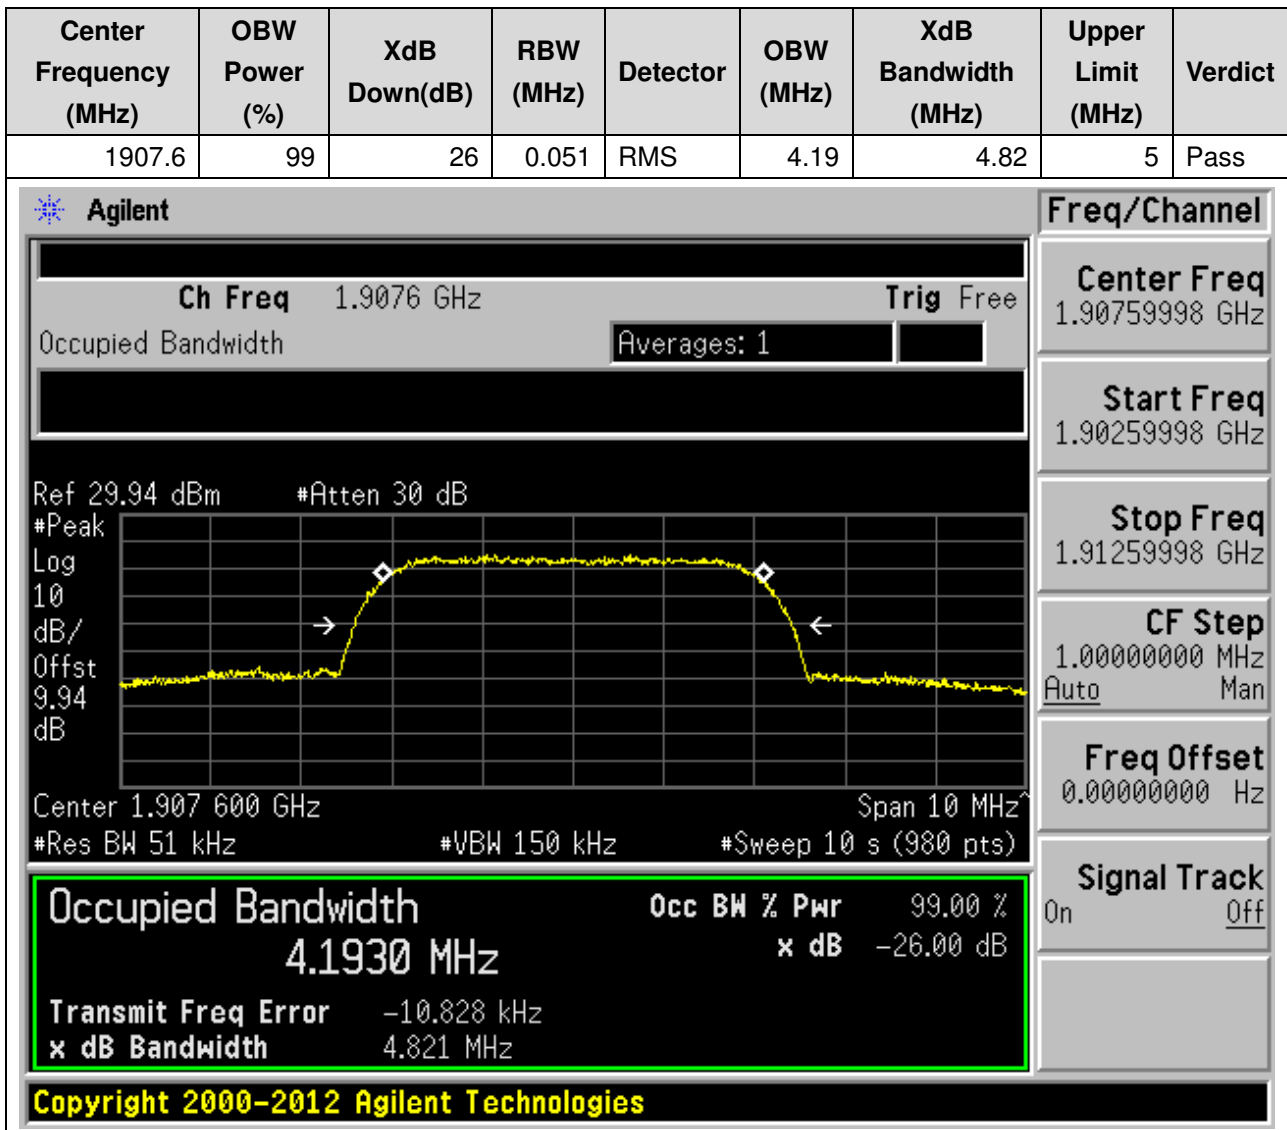 Center Frequency (MHz) OBW Power (%) XdB Down(dB) RBW (MHz) Detector OBW (MHz) XdB Bandwidth (MHz) Upper Limit (MHz) Verdict
1907.6 99 26 0.051 RMS 4.19 4.82 5 Pass
Agilent
Freq/Channel
Ch Freq 1.9076 GHz Trig Free
Occupied Bandwidth Averages: 1
Center Freq
1.90759998 GHz
Start Freq
1.90259998 GHz
Stop Freq
1.91259998 GHz
CF Step
1.00000000 MHz
Auto Man
Freq Offset
0.00000000 Hz
Signal Track
On Off
Ref 29.94 dBm #Atten 30 dB
#Peak
Log
10
dB/
Offst
9.94
dB
Center 1.907 600 GHz Span 10 MHz^
#Res BW 51 kHz #VBW 150 kHz #Sweep 10 s (980 pts)
Occupied Bandwidth Occ BW % Pwr 99.00 %
4.1930 MHz x dB -26.00 dB
Transmit Freq Error -10.828 kHz
x dB Bandwidth 4.821 MHz
Copyright 2000-2012 Agilent Technologies